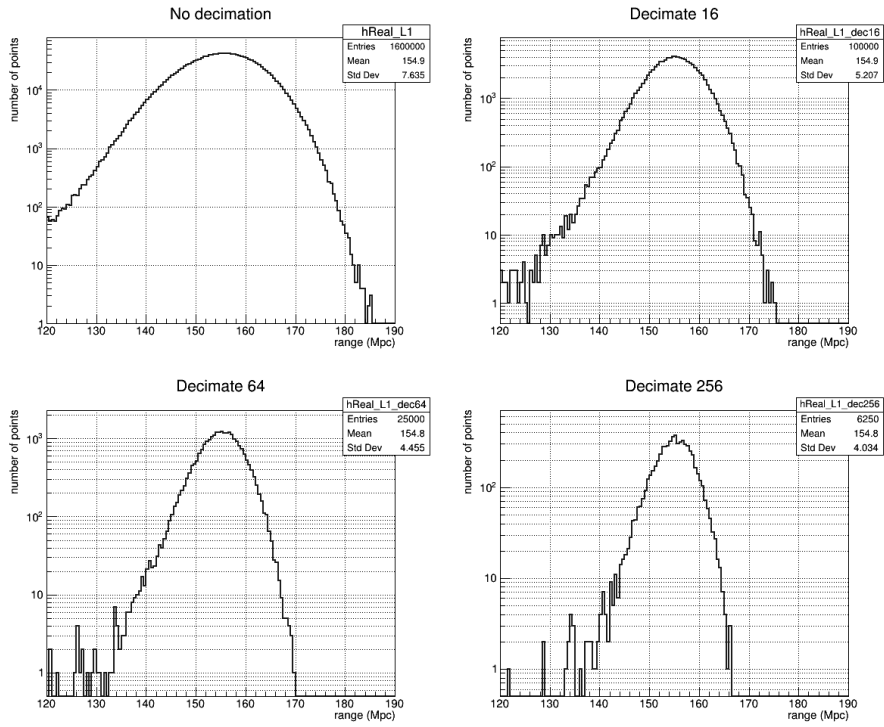 No decimation
hReal_L1
Entries 1600000
Mean 154.9
Std Dev 7.635
number of points
10^4
10^3
10^2
10
1
120 130 140 150 160 170 180 190
range (Mpc)
Decimate 16
hReal_L1_dec16
Entries 100000
Mean 154.9
Std Dev 5.207
number of points
10^3
10^2
10
1
120 130 140 150 160 170 180 190
range (Mpc)
Decimate 64
hReal_L1_dec64
Entries 25000
Mean 154.8
Std Dev 4.455
number of points
10^3
10^2
10
1
120 130 140 150 160 170 180 190
range (Mpc)
Decimate 256
hReal_L1_dec256
Entries 6250
Mean 154.8
Std Dev 4.034
number of points
10^2
10
1
120 130 140 150 160 170 180 190
range (Mpc)